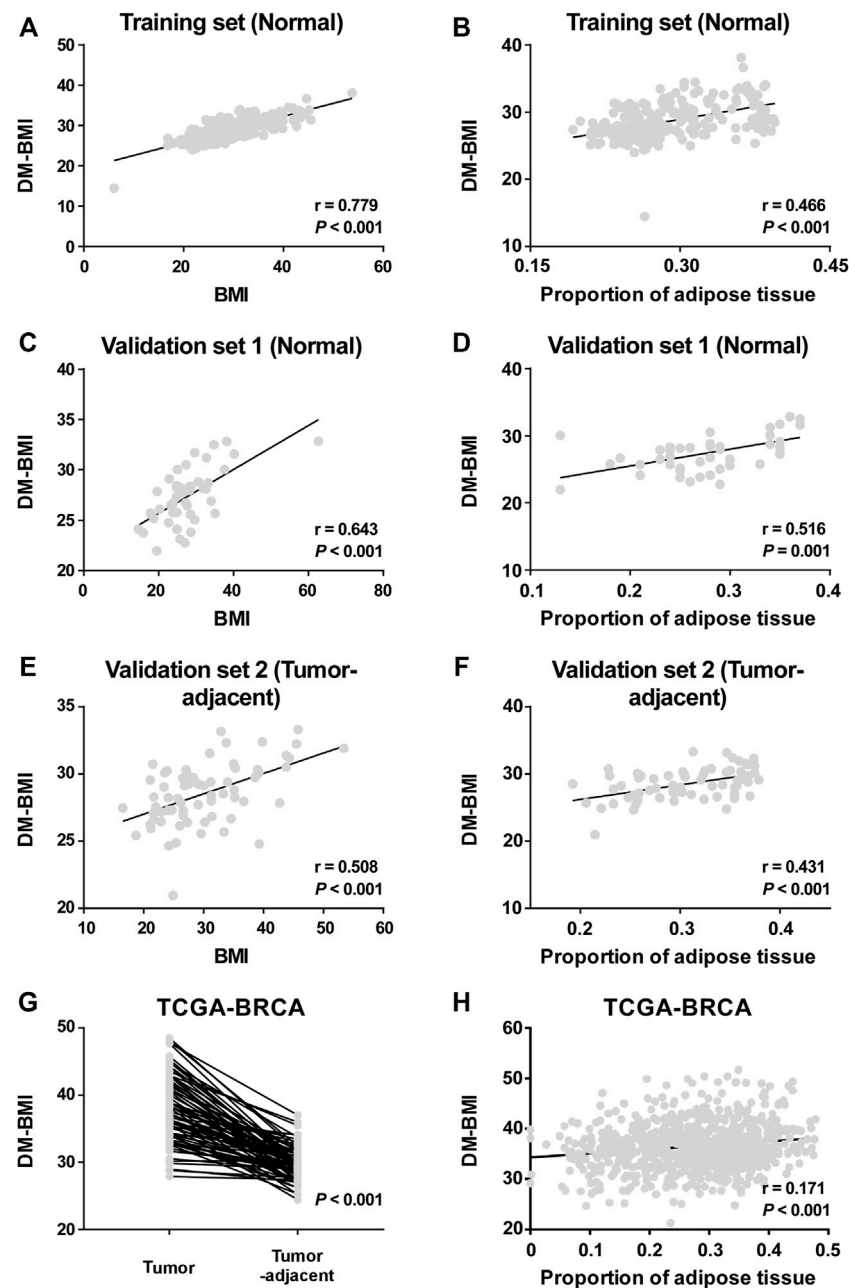 A
Training set (Normal)
50
40
30
20
10
0
DM-BMI
0
20
40
60
BMI
r = 0.779
P < 0.001
B
Training set (Normal)
40
30
20
10
DM-BMI
0.15
0.30
0.45
Proportion of adipose tissue
r = 0.466
P < 0.001
C
Validation set 1 (Normal)
40
35
30
25
20
DM-BMI
0
20
40
60
80
BMI
r = 0.643
P < 0.001
D
Validation set 1 (Normal)
40
30
20
10
DM-BMI
0.1
0.2
0.3
0.4
Proportion of adipose tissue
r = 0.516
P = 0.001
E
Validation set 2 (Tumor-
adjacent)
35
30
25
20
DM-BMI
10
20
30
40
50
60
BMI
r = 0.508
P < 0.001
F
Validation set 2 (Tumor-
adjacent)
40
30
20
10
DM-BMI
0.2
0.3
0.4
Proportion of adipose tissue
r = 0.431
P < 0.001
G
TCGA-BRCA
50
40
30
20
DM-BMI
Tumor
Tumor
-adjacent
P < 0.001
H
TCGA-BRCA
60
50
40
30
20
DM-BMI
0
0.1
0.2
0.3
0.4
0.5
Proportion of adipose tissue
r = 0.171
P < 0.001